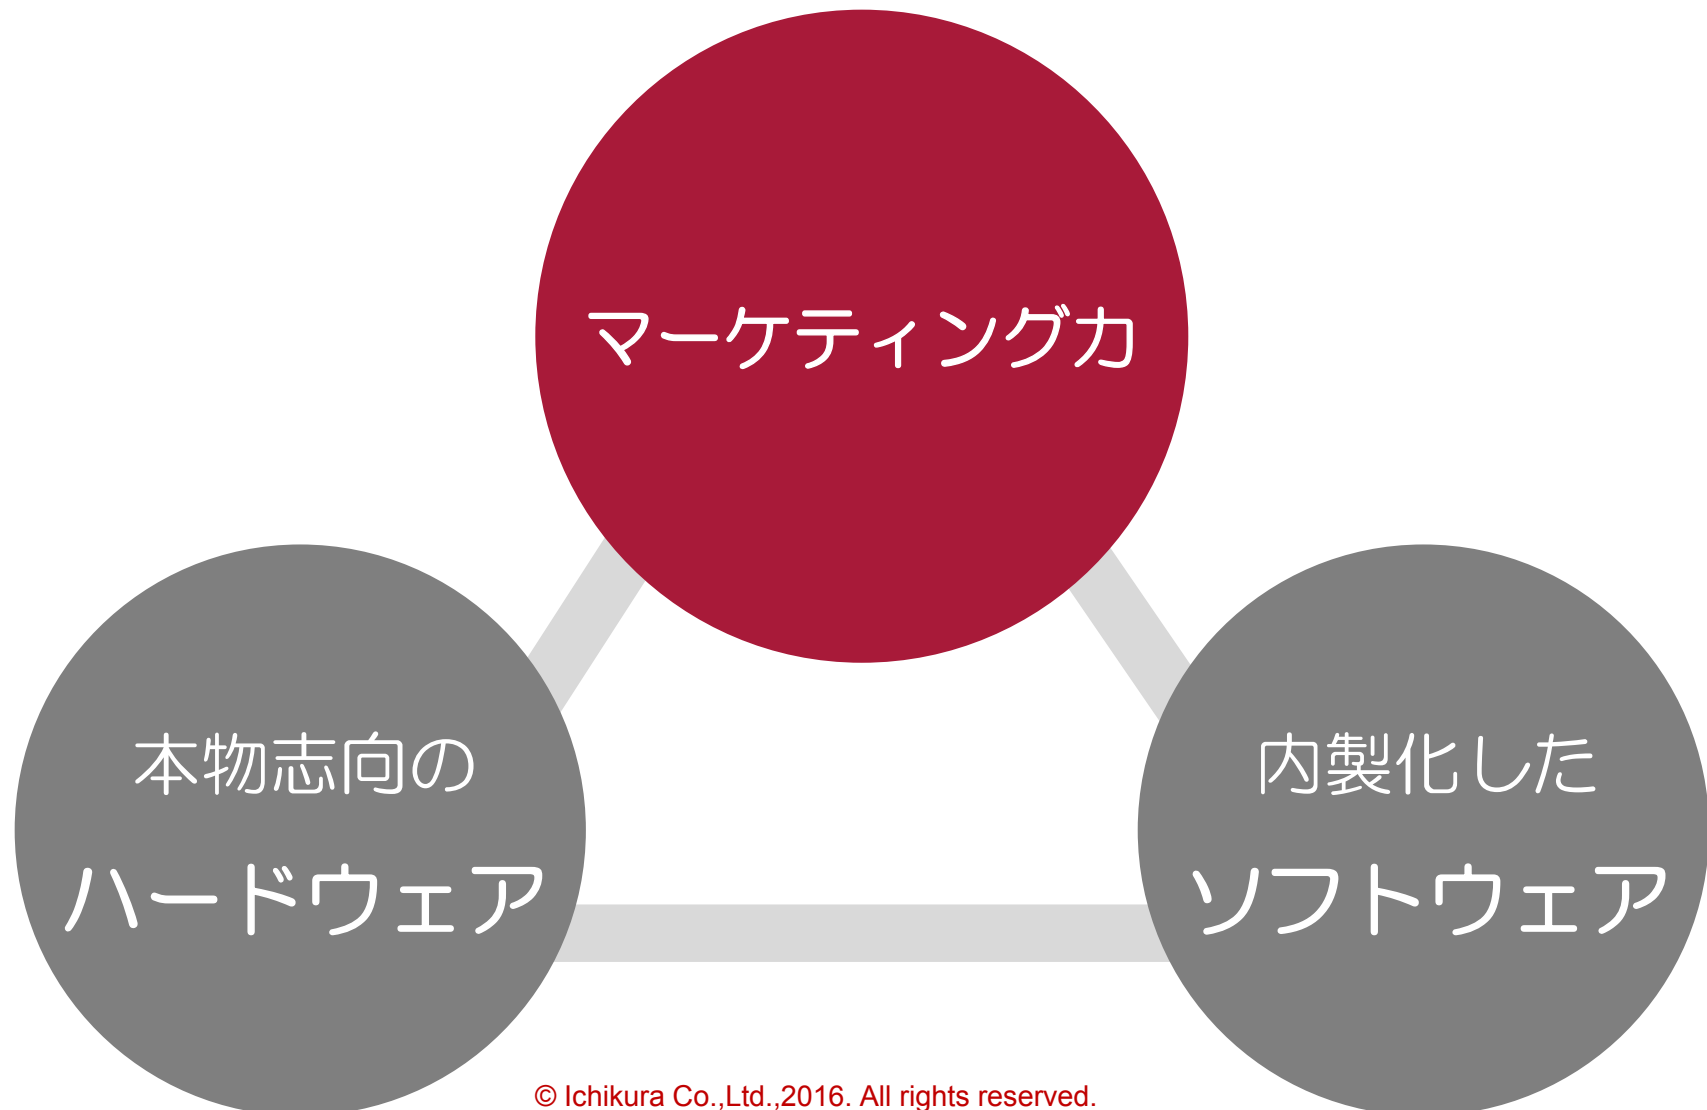 マーケティング力
本物志向の
ハードウェア
内製化した
ソフトウェア
© Ichikura Co.,Ltd.,2016. All rights reserved.